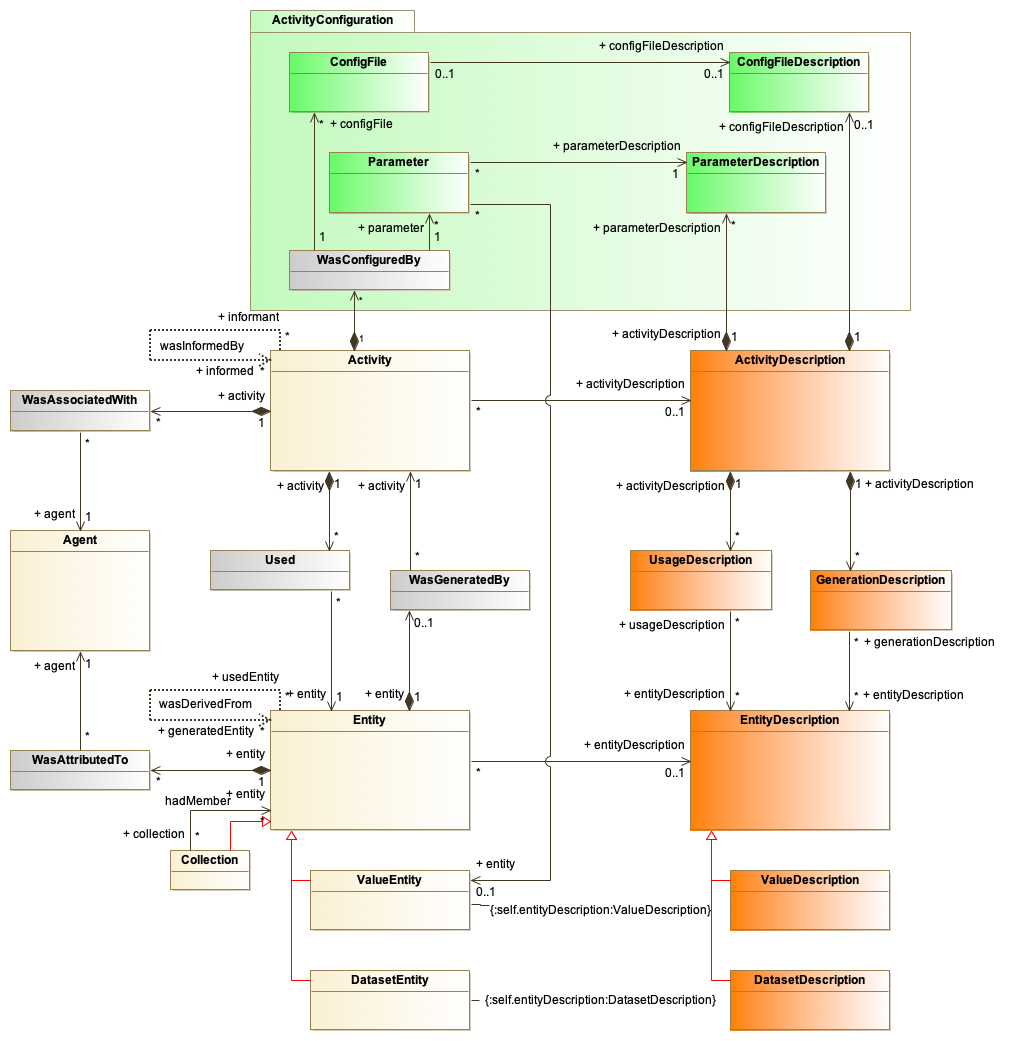 ActivityConfiguration
+ configFileDescription
ConfigFile
ConfigFileDescription
0..1
0..1
* + configFile
+ configFileDescription 0..1
+ parameterDescription
Parameter
ParameterDescription
*
1
*
+ parameter *
+ parameterDescription *
1
1
WasConfiguredBy
*
+ informant
*
wasInformedBy
+ informed *
1
+ activityDescription 1
1
Activity
ActivityDescription
+ activityDescription
*
0..1
WasAssociatedWith
+ activity
*
1
*
+ activity 1
+ activity 1
+ activityDescription 1
1 + activityDescription
+ agent 1
*
*
*
*
Agent
Used
WasGeneratedBy
UsageDescription
GenerationDescription
*
0..1
+ usageDescription *
* + generationDescription
+ agent 1
+ usedEntity
*
+ entity 1
+ entity 1
+ entityDescription *
* + entityDescription
wasDerivedFrom
+ generatedEntity *
Entity
EntityDescription
*
+ entityDescription
*
0..1
WasAttributedTo
+ entity
*
1
+ entity
hadMember
*
+ collection *
Collection
+ entity
ValueEntity
0..1
{:self.entityDescription:ValueDescription}
ValueDescription
DatasetEntity
{:self.entityDescription:DatasetDescription}
DatasetDescription